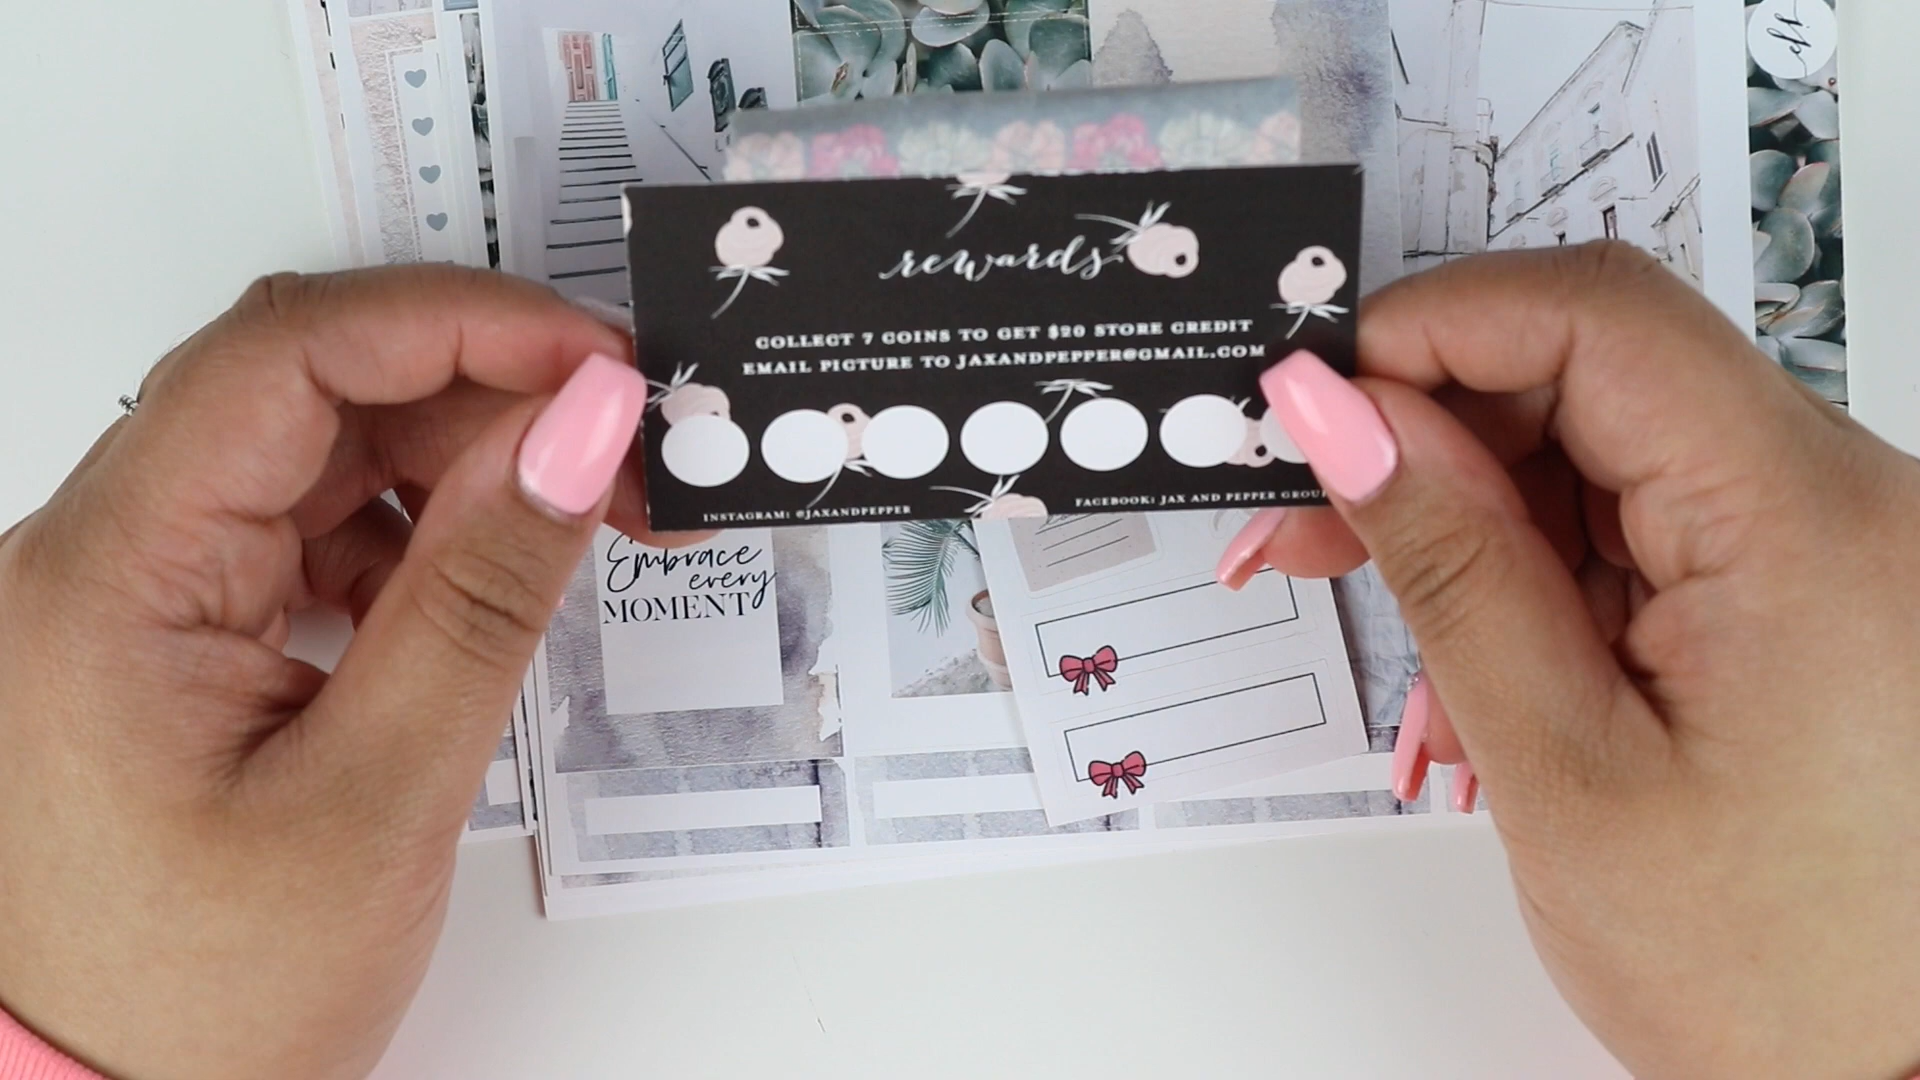 rewards
COLLECT 7 COINS TO GET $20 STORE CREDIT
EMAIL PICTURE TO JAXANDPEPPER@GMAIL.COM
INSTAGRAM: @JAXANDPEPPER
FACEBOOK: JAX AND PEPPER
Embrace
every
MOMENT